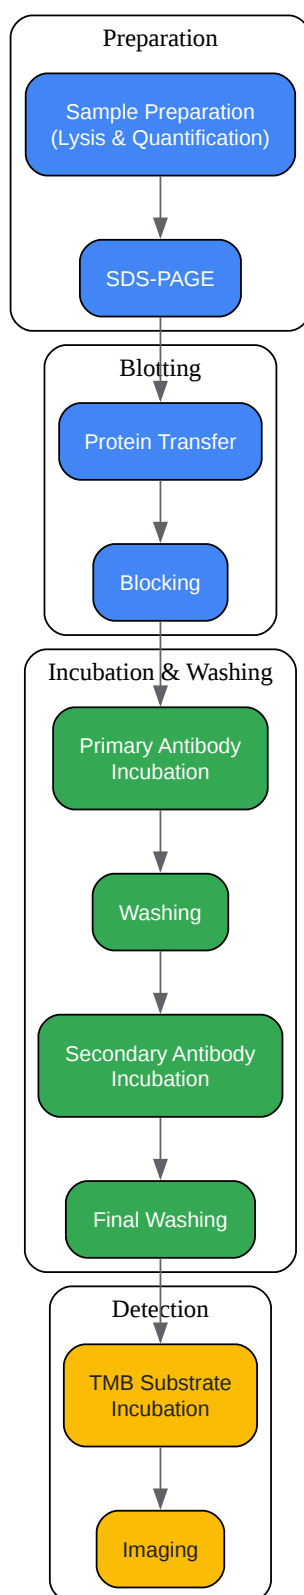 Preparation
Sample Preparation
(Lysis & Quantification)
SDS-PAGE
Blotting
Protein Transfer
Blocking
Incubation & Washing
Primary Antibody
Incubation
Washing
Secondary Antibody
Incubation
Final Washing
Detection
TMB Substrate
Incubation
Imaging